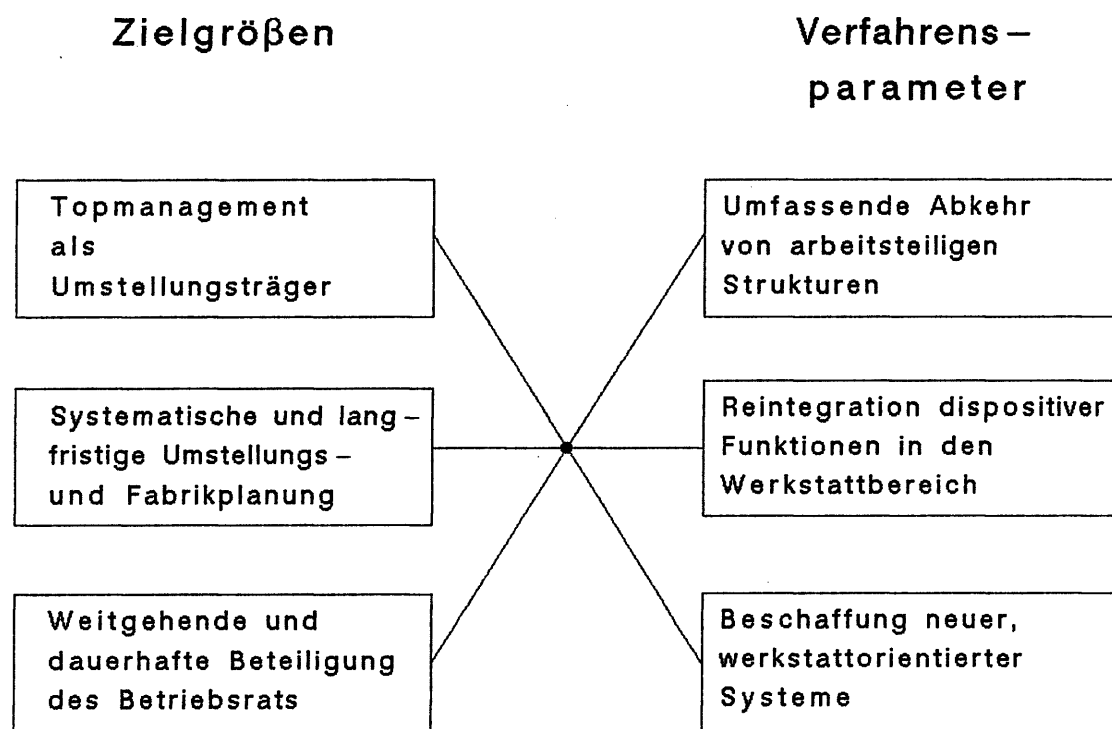 Zielgrößen
Verfahrens–
parameter
Topmanagement
als
Umstellungsträger
Umfassende Abkehr
von arbeitsteiligen
Strukturen
Systematische und lang–
fristige Umstellungs–
und Fabrikplanung
Reintegration dispositiver
Funktionen in den
Werkstattbereich
Weitgehende und
dauerhafte Beteiligung
des Betriebsrats
Beschaffung neuer,
werkstattorientierter
Systeme